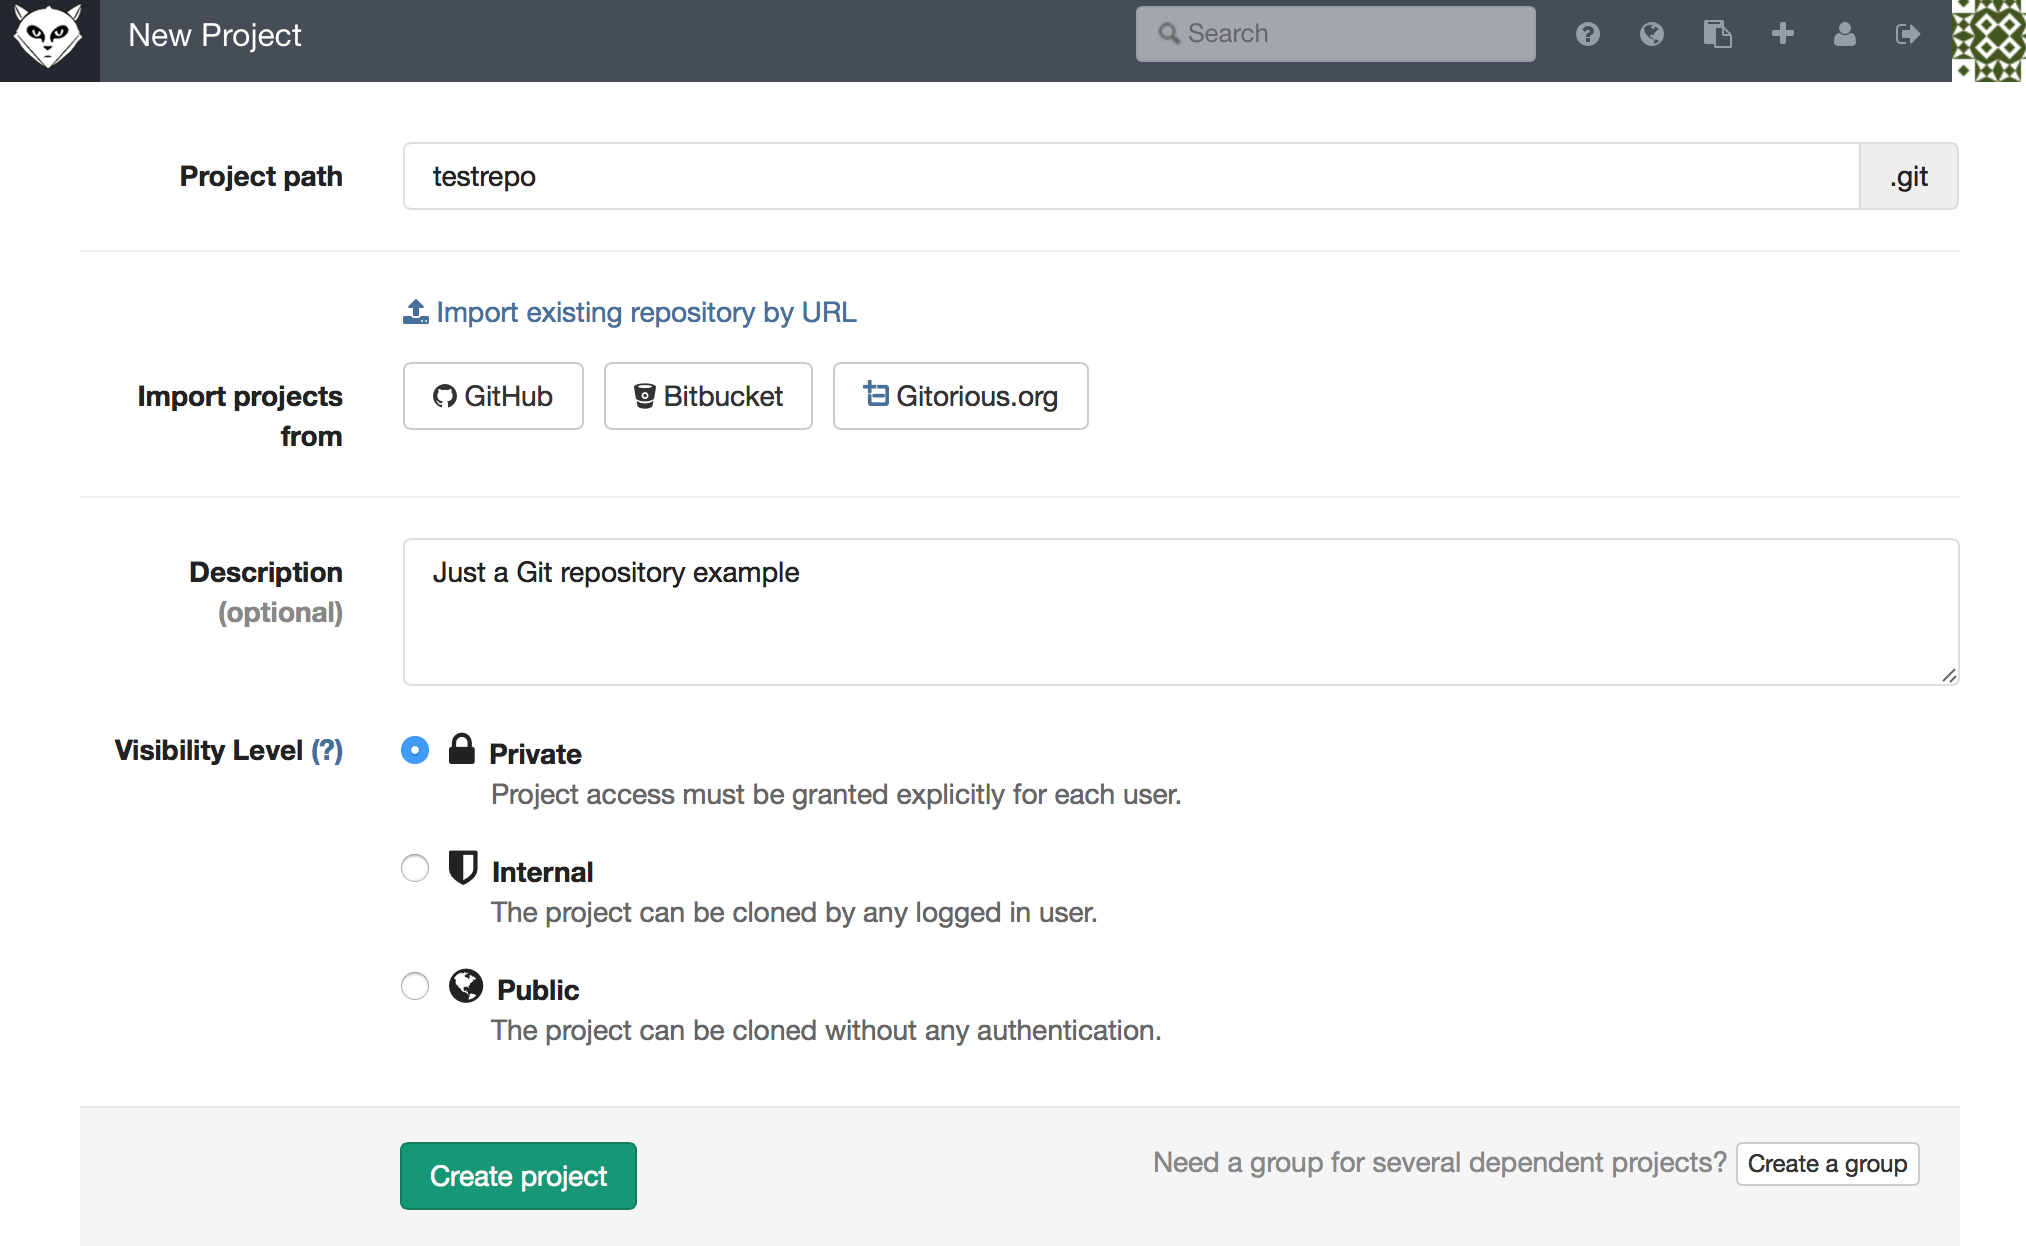 New Project
Search
Project path
testrepo
.git
Import existing repository by URL
Import projects
from
GitHub
Bitbucket
Gitorious.org
Description
(optional)
Just a Git repository example
Visibility Level (?)
Private
Project access must be granted explicitly for each user.
Internal
The project can be cloned by any logged in user.
Public
The project can be cloned without any authentication.
Create project
Need a group for several dependent projects?
Create a group